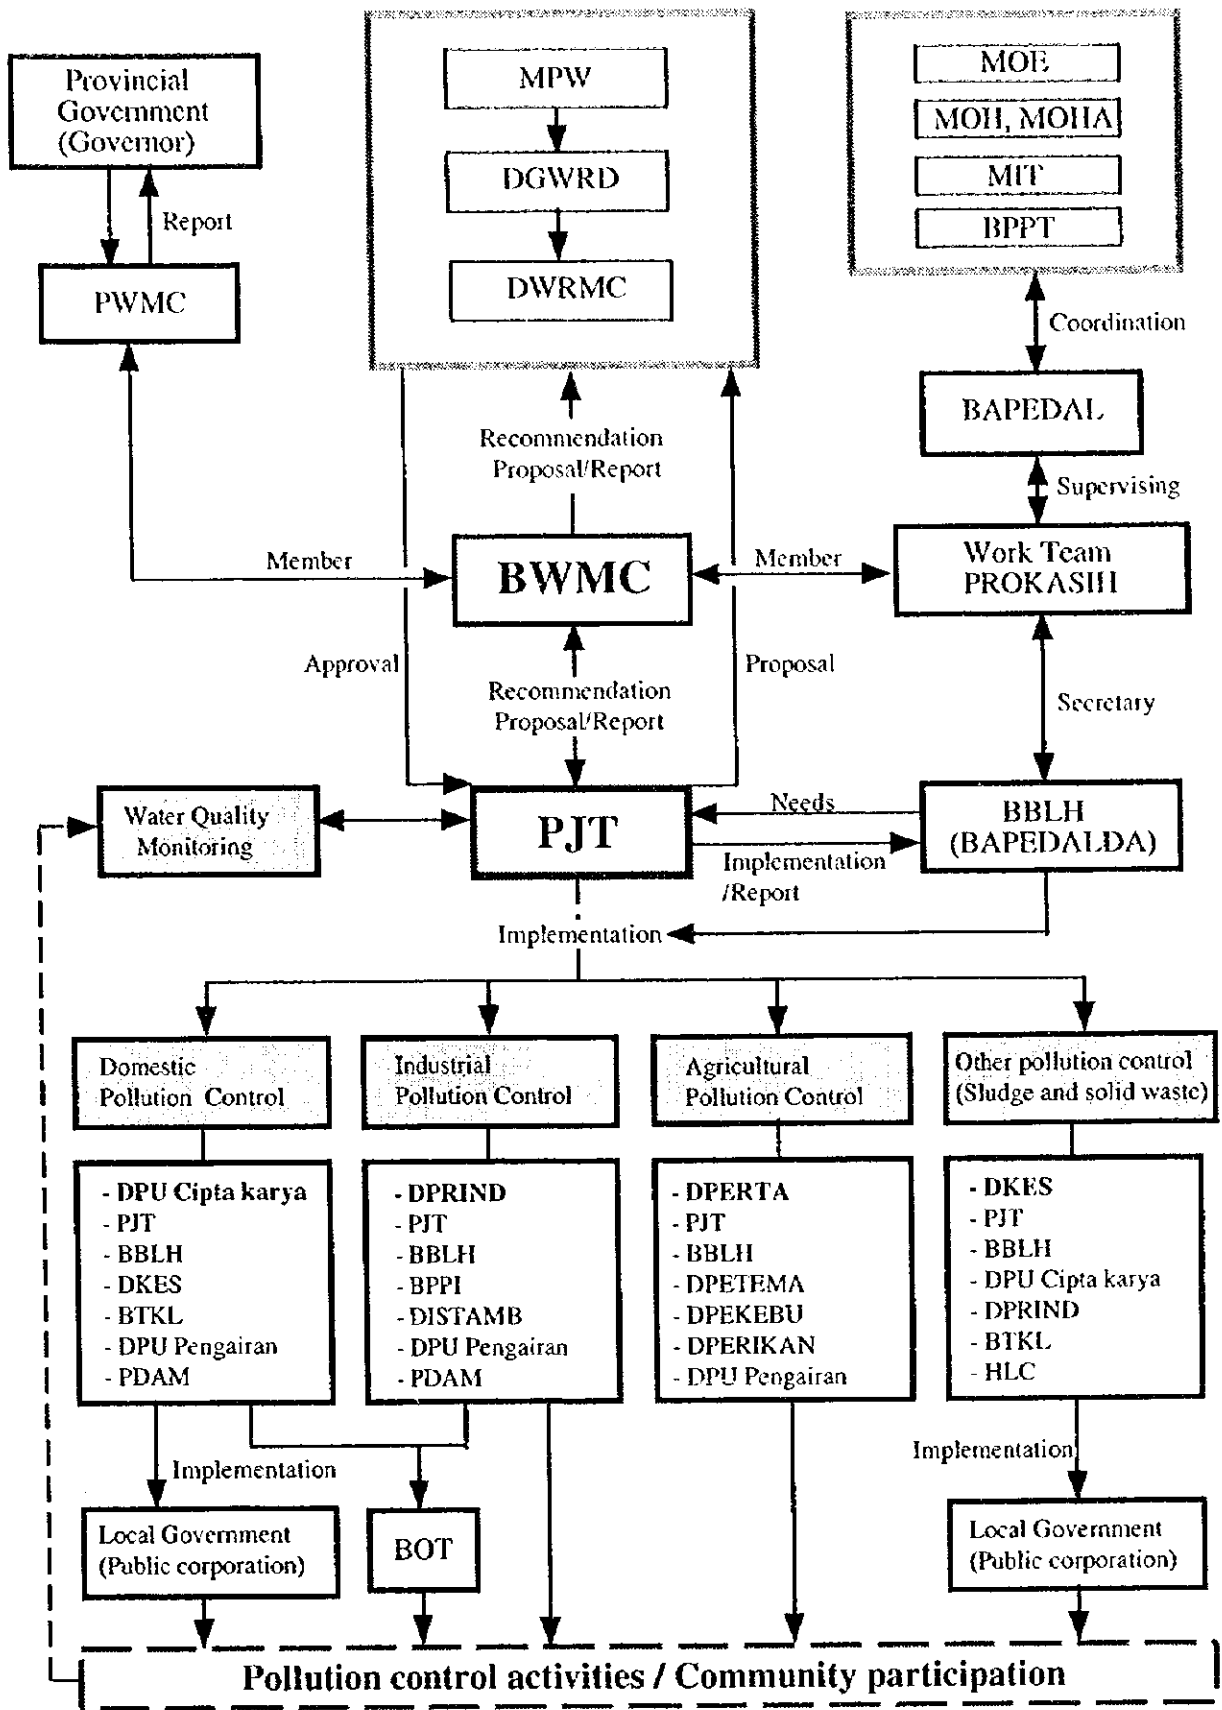 Provincial
Government
(Governor)
Report
PWMC
MPW
DGWRD
DWRMC
MOE
MOH, MOHA
MIT
BPPT
Coordination
BAPEDAL
Supervising
Recommendation
Proposal/Report
Member
BWMC
Member
Work Team
PROKASIH
Approval
Recommendation
Proposal/Report
Proposal
Secretary
Water Quality
Monitoring
PJT
Needs
Implementation
/Report
BBLH
(BAPEDALDA)
Implementation
Domestic
Pollution Control
Industrial
Pollution Control
Agricultural
Pollution Control
Other pollution control
(Sludge and solid waste)
- DPU Cipta karya
- PJT
- BBLH
- DKES
- BTKL
- DPU Pengairan
- PDAM
- DPRIND
- PJT
- BBLH
- BPPI
- DISTAMB
- DPU Pengairan
- PDAM
- DPERTA
- PJT
- BBLH
- DPETEMA
- DPEKEBU
- DPERIKAN
- DPU Pengairan
- DKES
- PJT
- BBLH
- DPU Cipta karya
- DPRIND
- BTKL
- HLC
Implementation
Implementation
Local Government
(Public corporation)
BOT
Local Government
(Public corporation)
Pollution control activities / Community participation